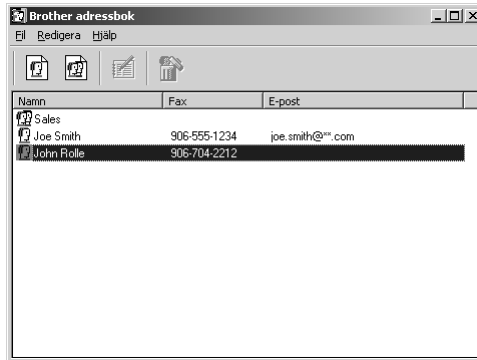 Brother adressbok
Fil Redigera Hjälp
Namn Fax E-post
Sales
Joe Smith 906-555-1234 joe.smith@**.com
John Rolle 906-704-2212